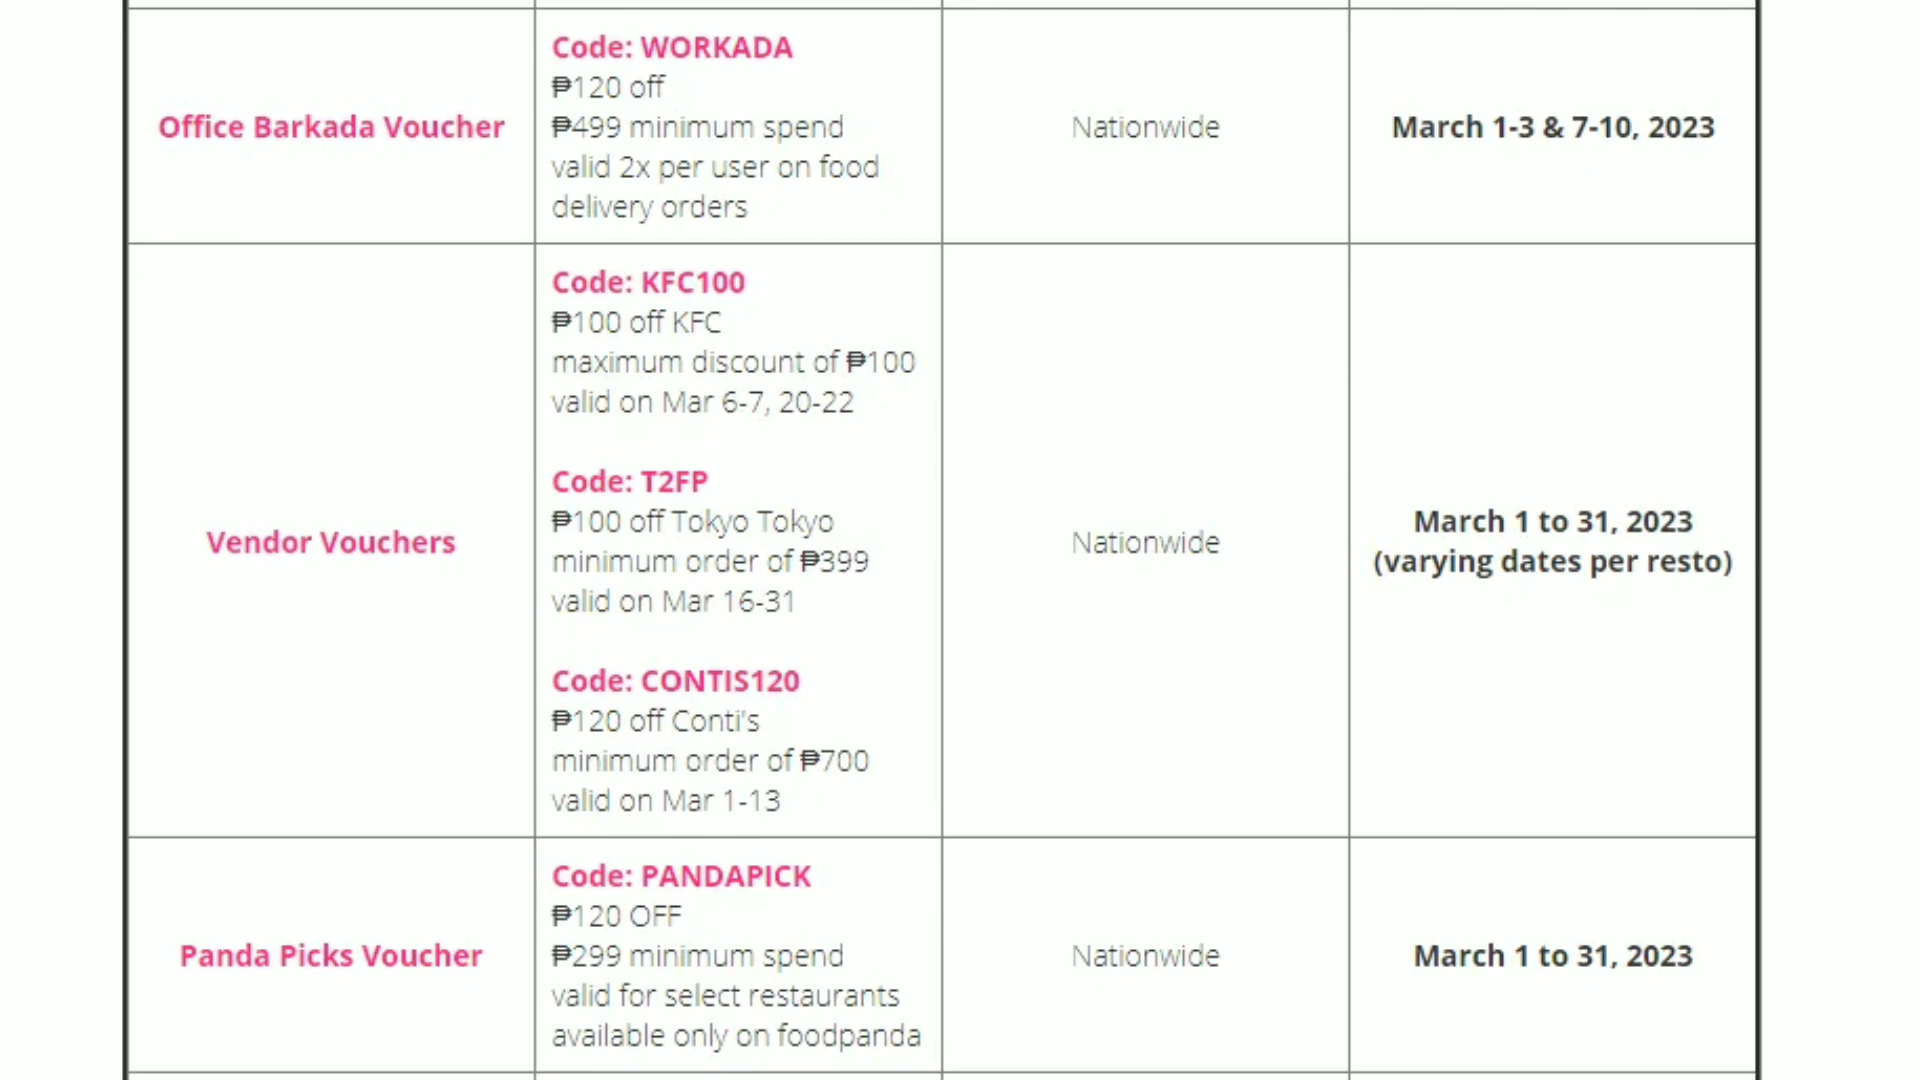 Office Barkada Voucher
Code: WORKADA
₱120 off
₱499 minimum spend
valid 2x per user on food
delivery orders
Nationwide
March 1-3 & 7-10, 2023
Vendor Vouchers
Code: KFC100
₱100 off KFC
maximum discount of ₱100
valid on Mar 6-7, 20-22
Code: T2FP
₱100 off Tokyo Tokyo
minimum order of ₱399
valid on Mar 16-31
Code: CONTIS120
₱120 off Conti's
minimum order of ₱700
valid on Mar 1-13
Nationwide
March 1 to 31, 2023
(varying dates per resto)
Panda Picks Voucher
Code: PANDAPICK
₱120 OFF
₱299 minimum spend
valid for select restaurants
available only on foodpanda
Nationwide
March 1 to 31, 2023